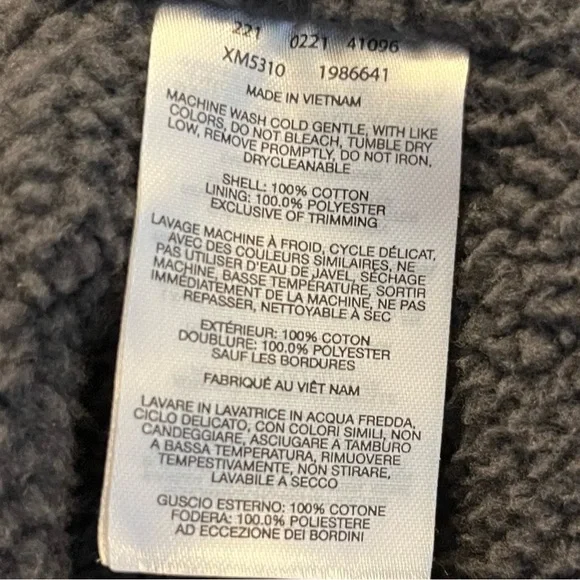 221 0221 41096
XM5310 1986641
MADE IN VIETNAM
MACHINE WASH COLD GENTLE, WITH LIKE
COLORS, DO NOT BLEACH, TUMBLE DRY
LOW, REMOVE PROMPTLY, DO NOT IRON,
DRYCLEANABLE
SHELL: 100% COTTON
LINING: 100.0% POLYESTER
EXCLUSIVE OF TRIMMING
LAVAGE MACHINE À FROID, CYCLE DÉLICAT,
AVEC DES COULEURS SIMILAIRES, NE
PAS UTILISER D'EAU DE JAVEL, SÉCHAGE
MACHINE, BASSE TEMPÉRATURE, SORTIR
IMMÉDIATEMENT DE LA MACHINE, NE PAS
REPASSER, NETTOYABLE À SEC
EXTÉRIEUR: 100% COTON
DOUBLURE: 100.0% POLYESTER
SAUF LES BORDURES
FABRIQUÉ AU VIÊT NAM
LAVARE IN LAVATRICE IN ACQUA FREDDA,
CICLO DELICATO, CON COLORI SIMILI, NON
CANDEGGIARE, ASCIUGARE A TAMBURO
A BASSA TEMPERATURA, RIMUOVERE
TEMPESTIVAMENTE, NON STIRARE,
LAVABILE A SECCO
GUSCIO ESTERNO: 100% COTONE
FODERA: 100.0% POLIESTERE
AD ECCEZIONE DEI BORDINI